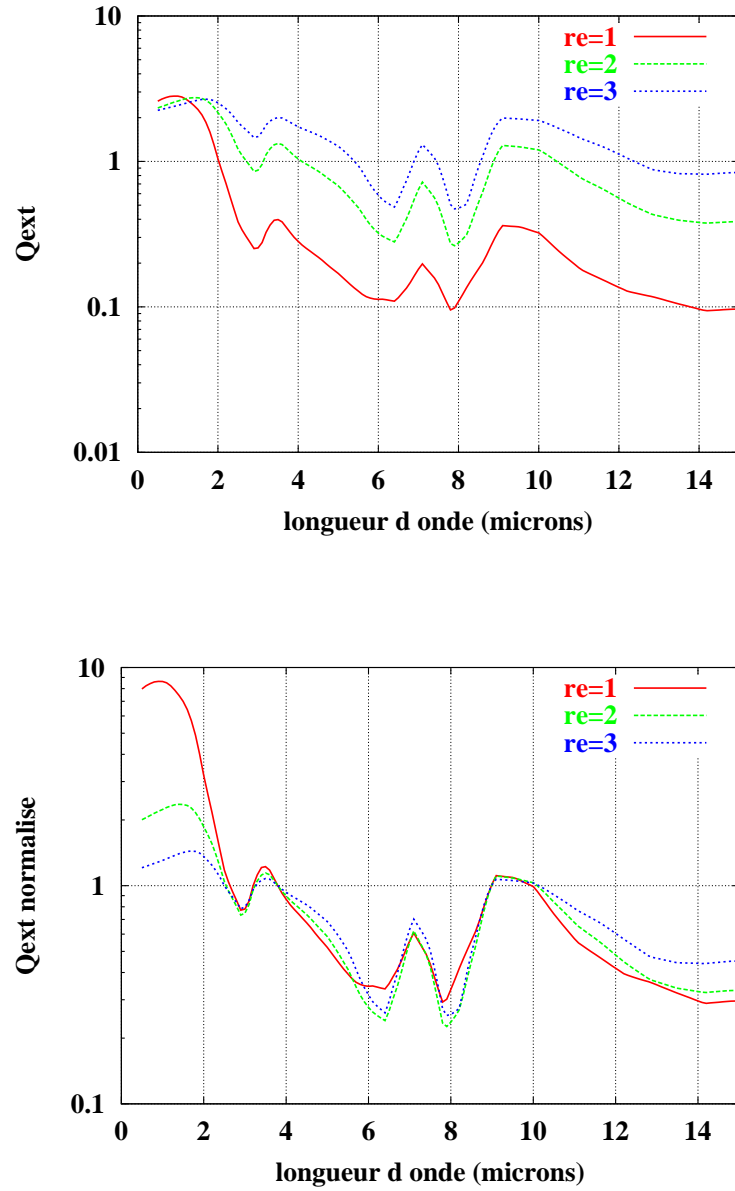 10
re=1
re=2
re=3
1
Qext
0.1
0.01
0 2 4 6 8 10 12 14
longueur d onde (microns)
10
re=1
re=2
re=3
Qext normalise
1
0.1
0 2 4 6 8 10 12 14
longueur d onde (microns)